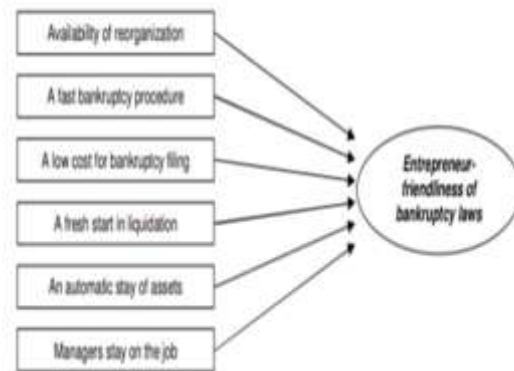 Availability of reorganization
A fast bankruptcy procedure
A low cost for bankruptcy filing
A fresh start in liquidation
An automatic stay of assets
Managers stay on the job
Entrepreneur-
friendliness of
bankruptcy laws